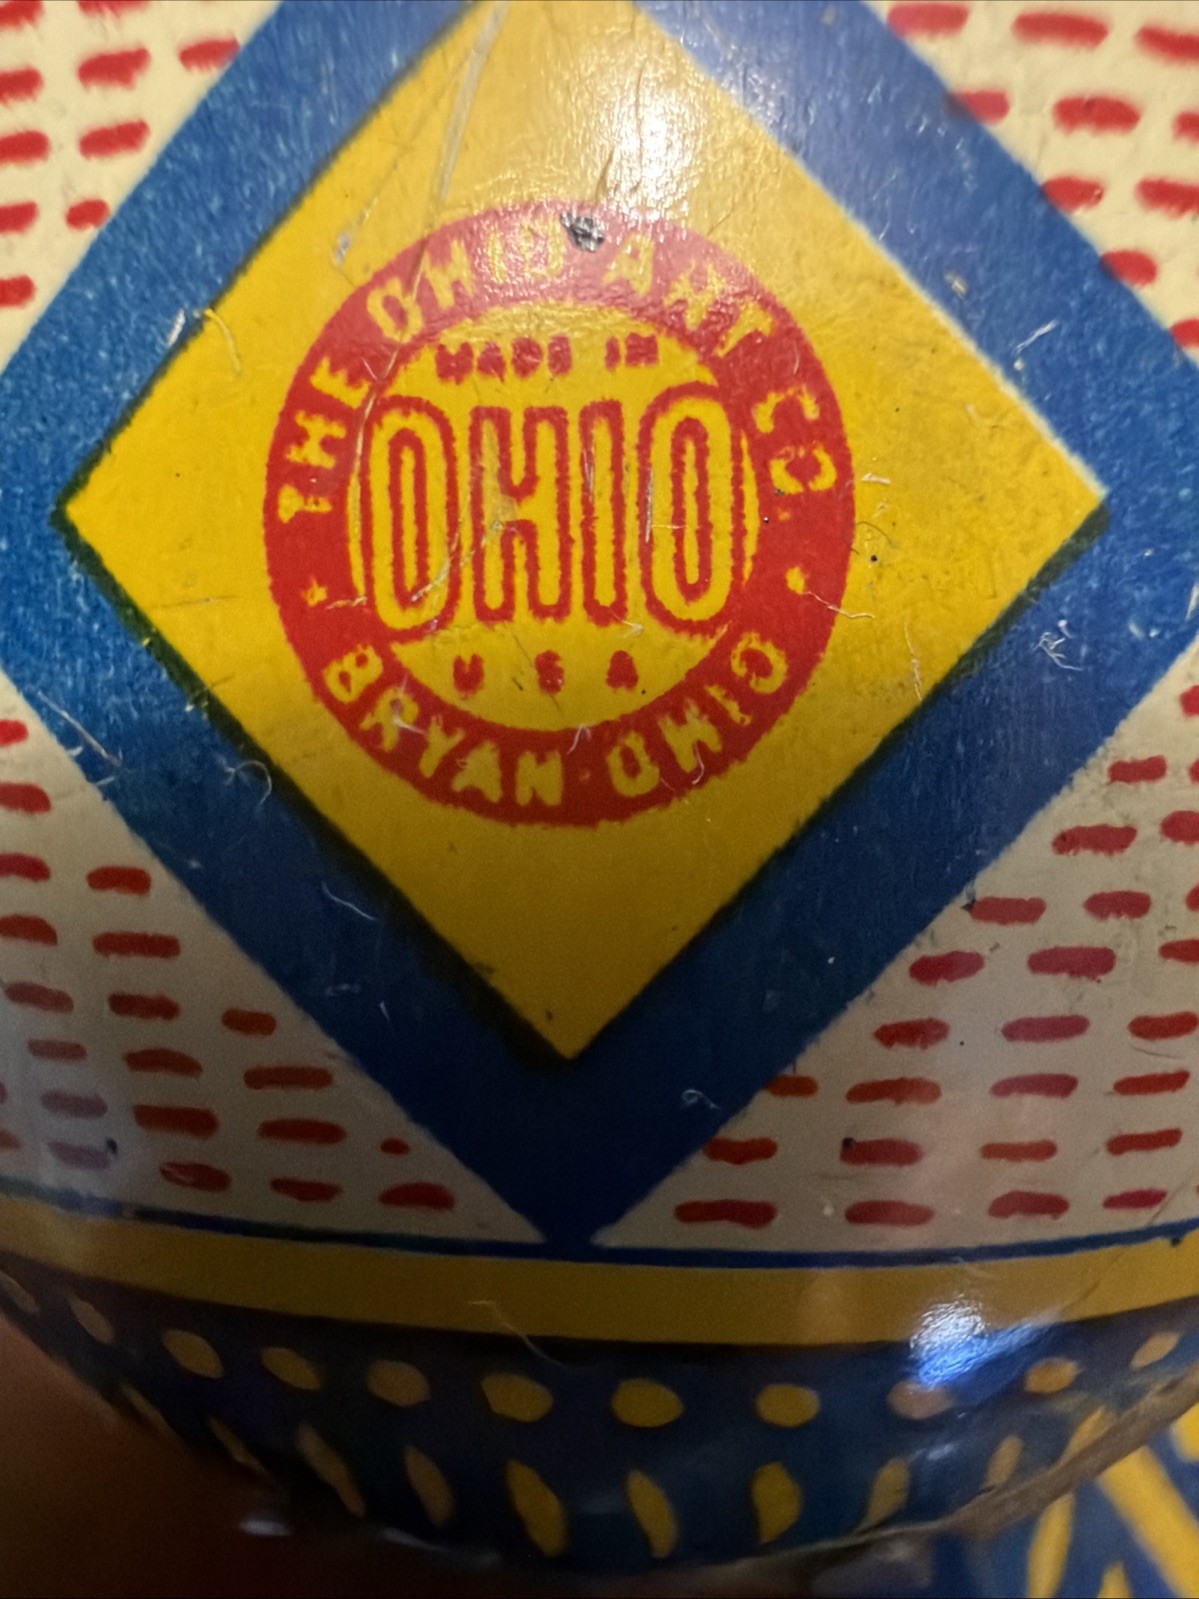 THE OHIO ART CO
MADE IN
OHIO
U S A
BRYAN OHIO